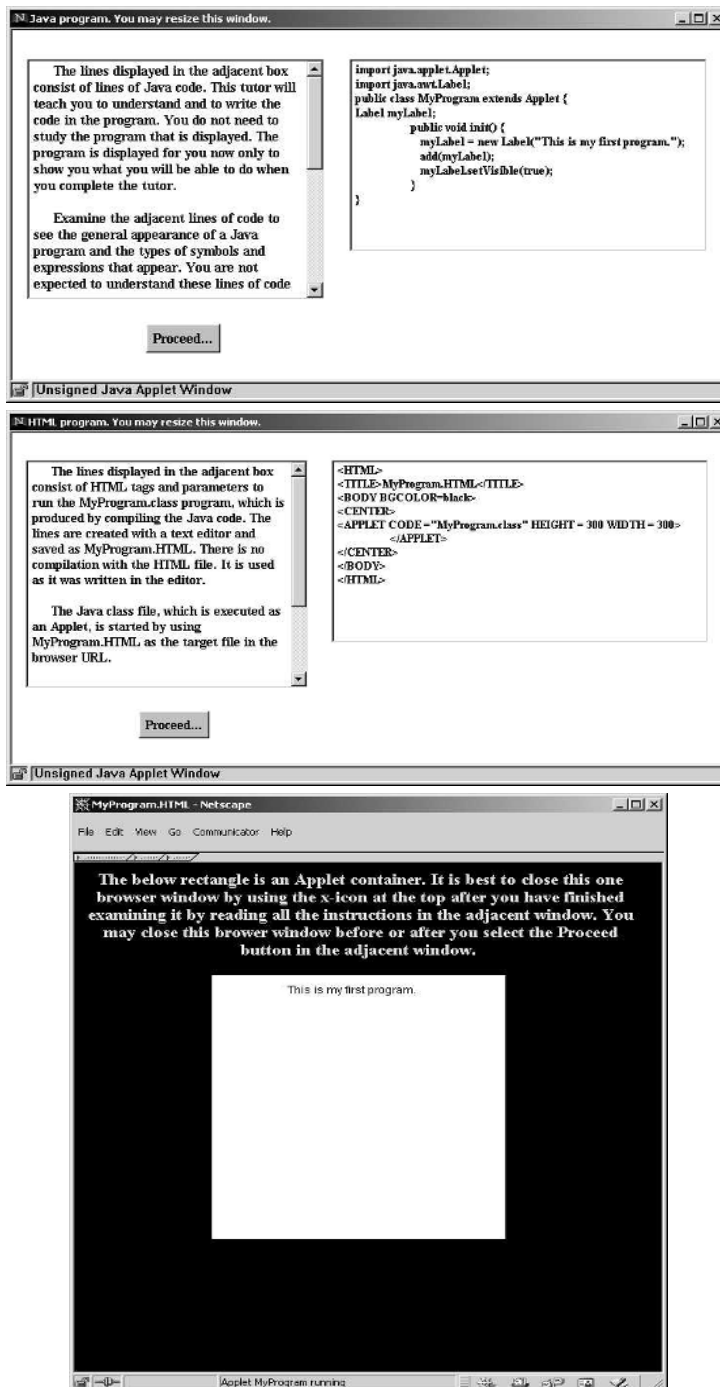 Java program. You may resize this window.
The lines displayed in the adjacent box
consist of lines of Java code. This tutor will
teach you to understand and to write the
code in the program. You do not need to
study the program that is displayed. The
program is displayed for you now only to
show you what you will be able to do when
you complete the tutor.
Examine the adjacent lines of code to
see the general appearance of a Java
program and the types of symbols and
expressions that appear. You are not
expected to understand these lines of code
import java.applet.Applet;
import java.awt.Label;
public class MyProgram extends Applet {
Label myLabel;
public void init() {
myLabel = new Label("This is my first program.");
add(myLabel);
myLabel.setVisible(true);
}
}
Proceed...
Unsigned Java Applet Window
HTML program. You may resize this window.
The lines displayed in the adjacent box
consist of HTML tags and parameters to
run the MyProgram.class program, which is
produced by compiling the Java code. The
lines are created with a text editor and
saved as MyProgram.HTML. There is no
compilation with the HTML file. It is used
as it was written in the editor.
The Java class file, which is executed as
an Applet, is started by using
MyProgram.HTML as the target file in the
browser URL.
<HTML>
<TITLE>MyProgram.HTML</TITLE>
<BODY BGCOLOR=black>
<CENTER>
<APPLET CODE = "MyProgram.class" HEIGHT = 300 WIDTH = 300>
</APPLET>
</CENTER>
</BODY>
</HTML>
Proceed...
Unsigned Java Applet Window
MyProgram.HTML - Netscape
File Edit View Go Communicator Help
The below rectangle is an Applet container. It is best to close this one
browser window by using the x-icon at the top after you have finished
examining it by reading all the instructions in the adjacent window. You
may close this brower window before or after you select the Proceed
button in the adjacent window.
This is my first program.
Applet MyProgram running